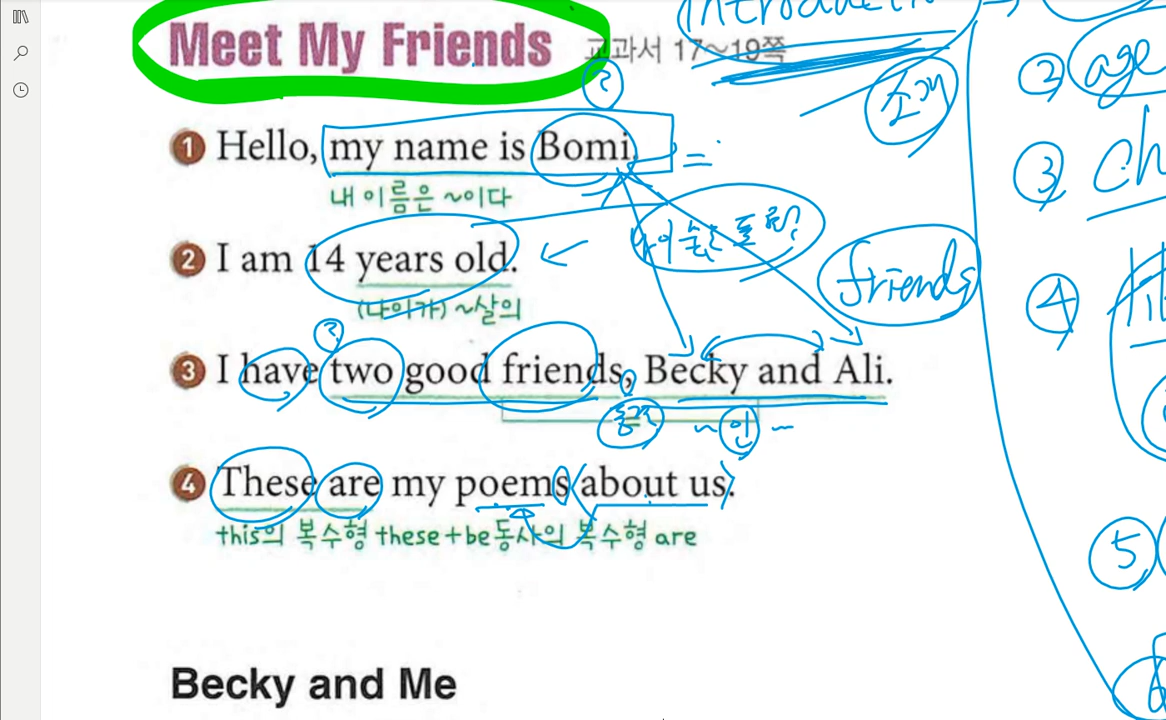 Meet My Friends 교과서 17~19쪽
소개
② age
③ ch
④
① Hello, my name is Bomi.
내 이름은 ~이다
② I am 14 years old.
(나이가) ~살의
friends
③ I have two good friends, Becky and Ali.
동격 ~인~
④ These are my poems about us.
this의 복수형 these+be동사의 복수형 are
⑤
Becky and Me